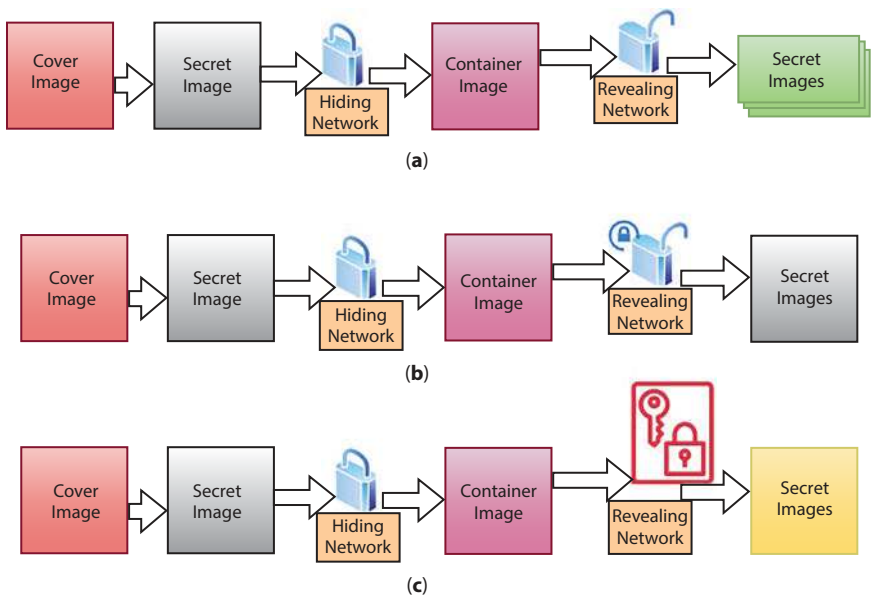 Cover
Image
Secret
Image
Hiding
Network
Container
Image
Revealing
Network
Secret
Images
(a)
Cover
Image
Secret
Image
Hiding
Network
Container
Image
Revealing
Network
Secret
Images
(b)
Cover
Image
Secret
Image
Hiding
Network
Container
Image
Revealing
Network
Secret
Images
(c)